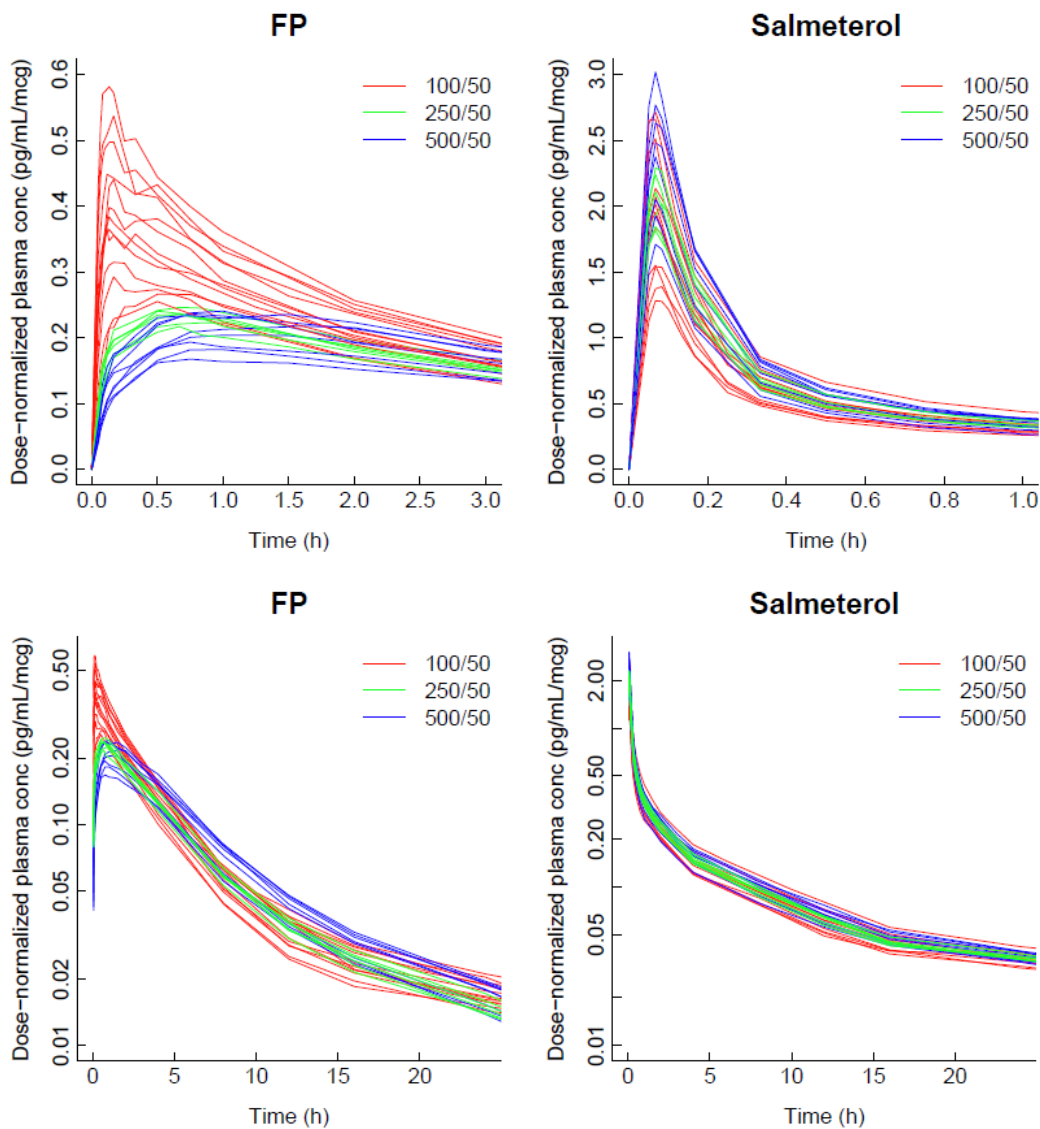 FP
Dose-normalized plasma conc (pg/mL/mcg)
0.6
0.5
0.4
0.3
0.2
0.1
0.0
100/50
250/50
500/50
0.0 0.5 1.0 1.5 2.0 2.5 3.0
Time (h)
Salmeterol
Dose-normalized plasma conc (pg/mL/mcg)
3.0
2.5
2.0
1.5
1.0
0.5
0.0
100/50
250/50
500/50
0.0 0.2 0.4 0.6 0.8 1.0
Time (h)
FP
Dose-normalized plasma conc (pg/mL/mcg)
0.50
0.20
0.10
0.05
0.02
0.01
100/50
250/50
500/50
0 5 10 15 20
Time (h)
Salmeterol
Dose-normalized plasma conc (pg/mL/mcg)
2.00
0.50
0.20
0.05
0.01
100/50
250/50
500/50
0 5 10 15 20
Time (h)